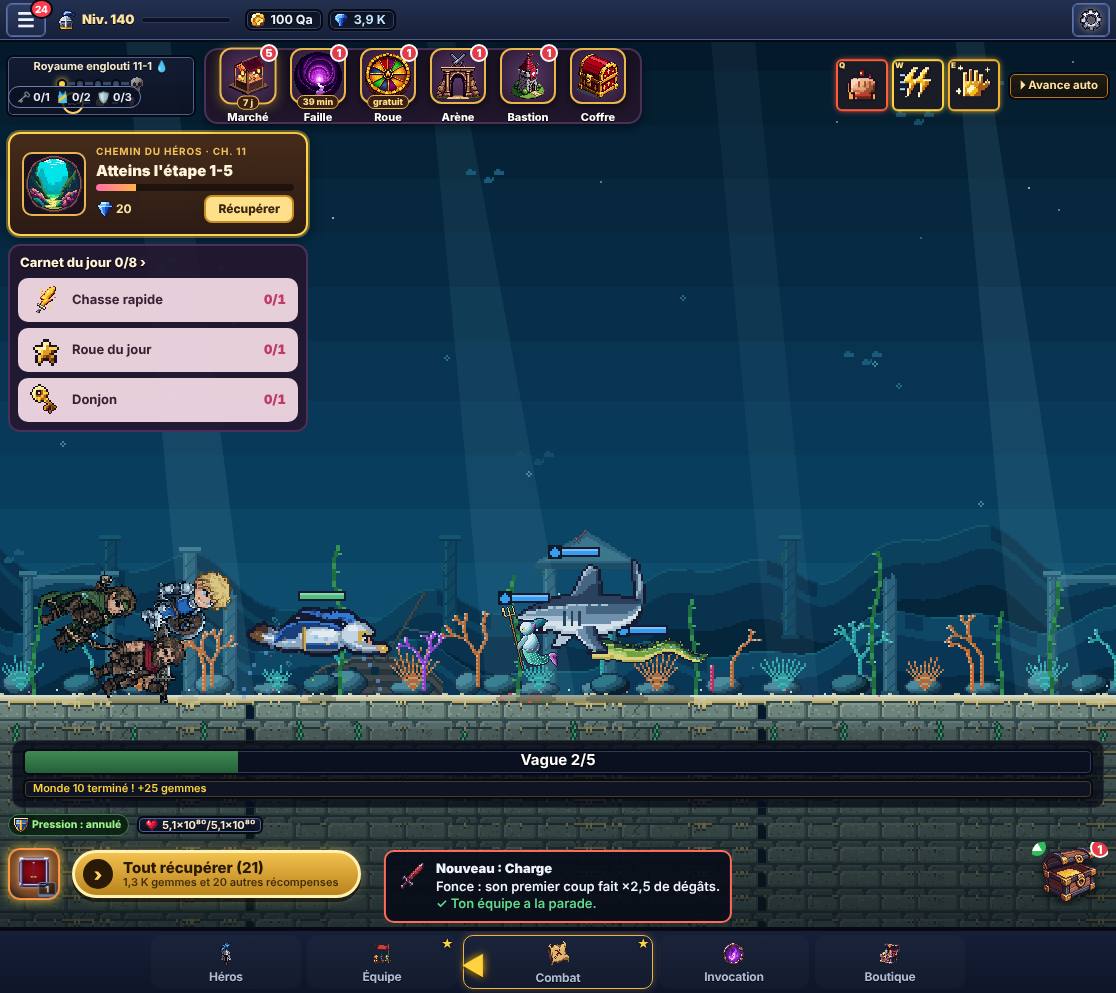 24
Niv. 140
100 Qa
3,9 K
Royaume englouti 11-1
0/1
0/2
0/3
5
7 j
Marché
1
39 min
Faille
1
gratuit
Roue
1
Arène
1
Bastion
Coffre
Q
W
E
Avance auto
CHEMIN DU HÉROS · CH. 11
Atteins l'étape 1-5
20
Récupérer
Carnet du jour 0/8 ›
Chasse rapide
0/1
Roue du jour
0/1
Donjon
0/1
Vague 2/5
Monde 10 terminé ! +25 gemmes
Pression : annulé
5,1×10⁸⁰/5,1×10⁸⁰
1
Tout récupérer (21)
1,3 K gemmes et 20 autres récompenses
Nouveau : Charge
Fonce : son premier coup fait ×2,5 de dégâts.
✓ Ton équipe a la parade.
1
Héros
Équipe
Combat
Invocation
Boutique